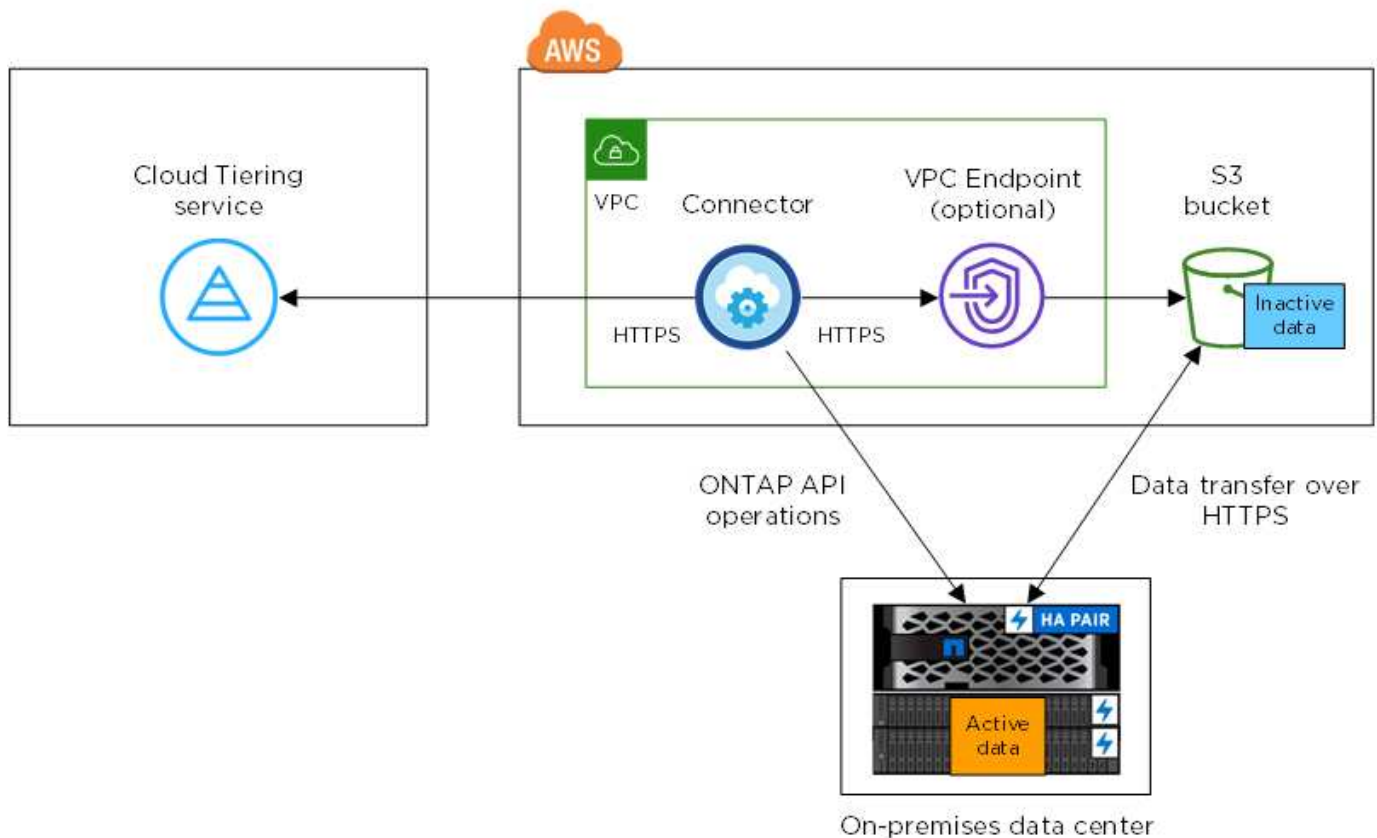 AWS
Cloud Tiering
service
VPC
Connector
VPC Endpoint
(optional)
S3
bucket
HTTPS
HTTPS
Inactive
data
ONTAP API
operations
Data transfer over
HTTPS
HA PAIR
Active
data
On-premises data center